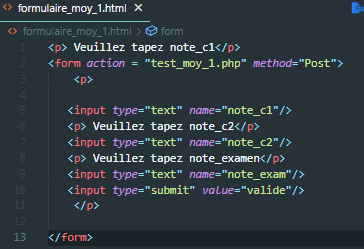 formulaire_moy_1.html ×
formulaire_moy_1.html > form
1 <p> Veuillez tapez note_c1</p>
2 <form action = "test_moy_1.php" method="Post">
3 <p>
4
5 <input type="text" name="note_c1"/>
6 <p> Veuillez tapez note_c2</p>
7 <input type="text" name="note_c2"/>
8 <p> Veuillez tapez note_examen</p>
9 <input type="text" name="note_exam"/>
10 <input type="submit" value="valide"/>
11 </p>
12
13 </form>